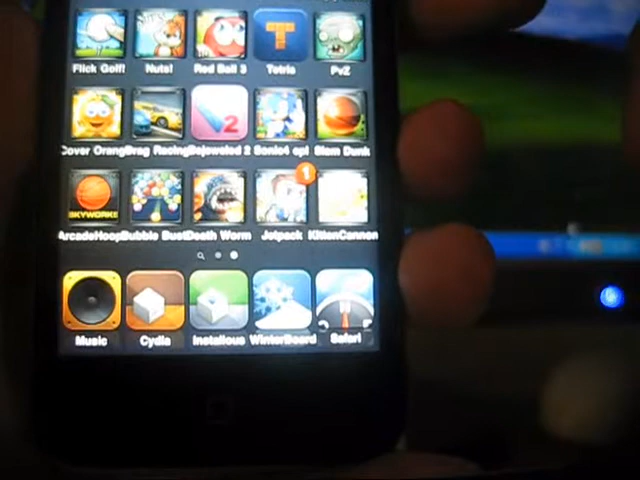 Flick Golf! Nuts! Red Ball 3 Tetris PvZ
T
Cover Orange Drag Racing Bejeweled 2 Sonic4 ep1 Slam Dunk
2
ArcadeHoops Bubble Bust Death Worm Jetpack KittenCannon
SKYWORKS
1
Music Cydia Installous WinterBoard Safari